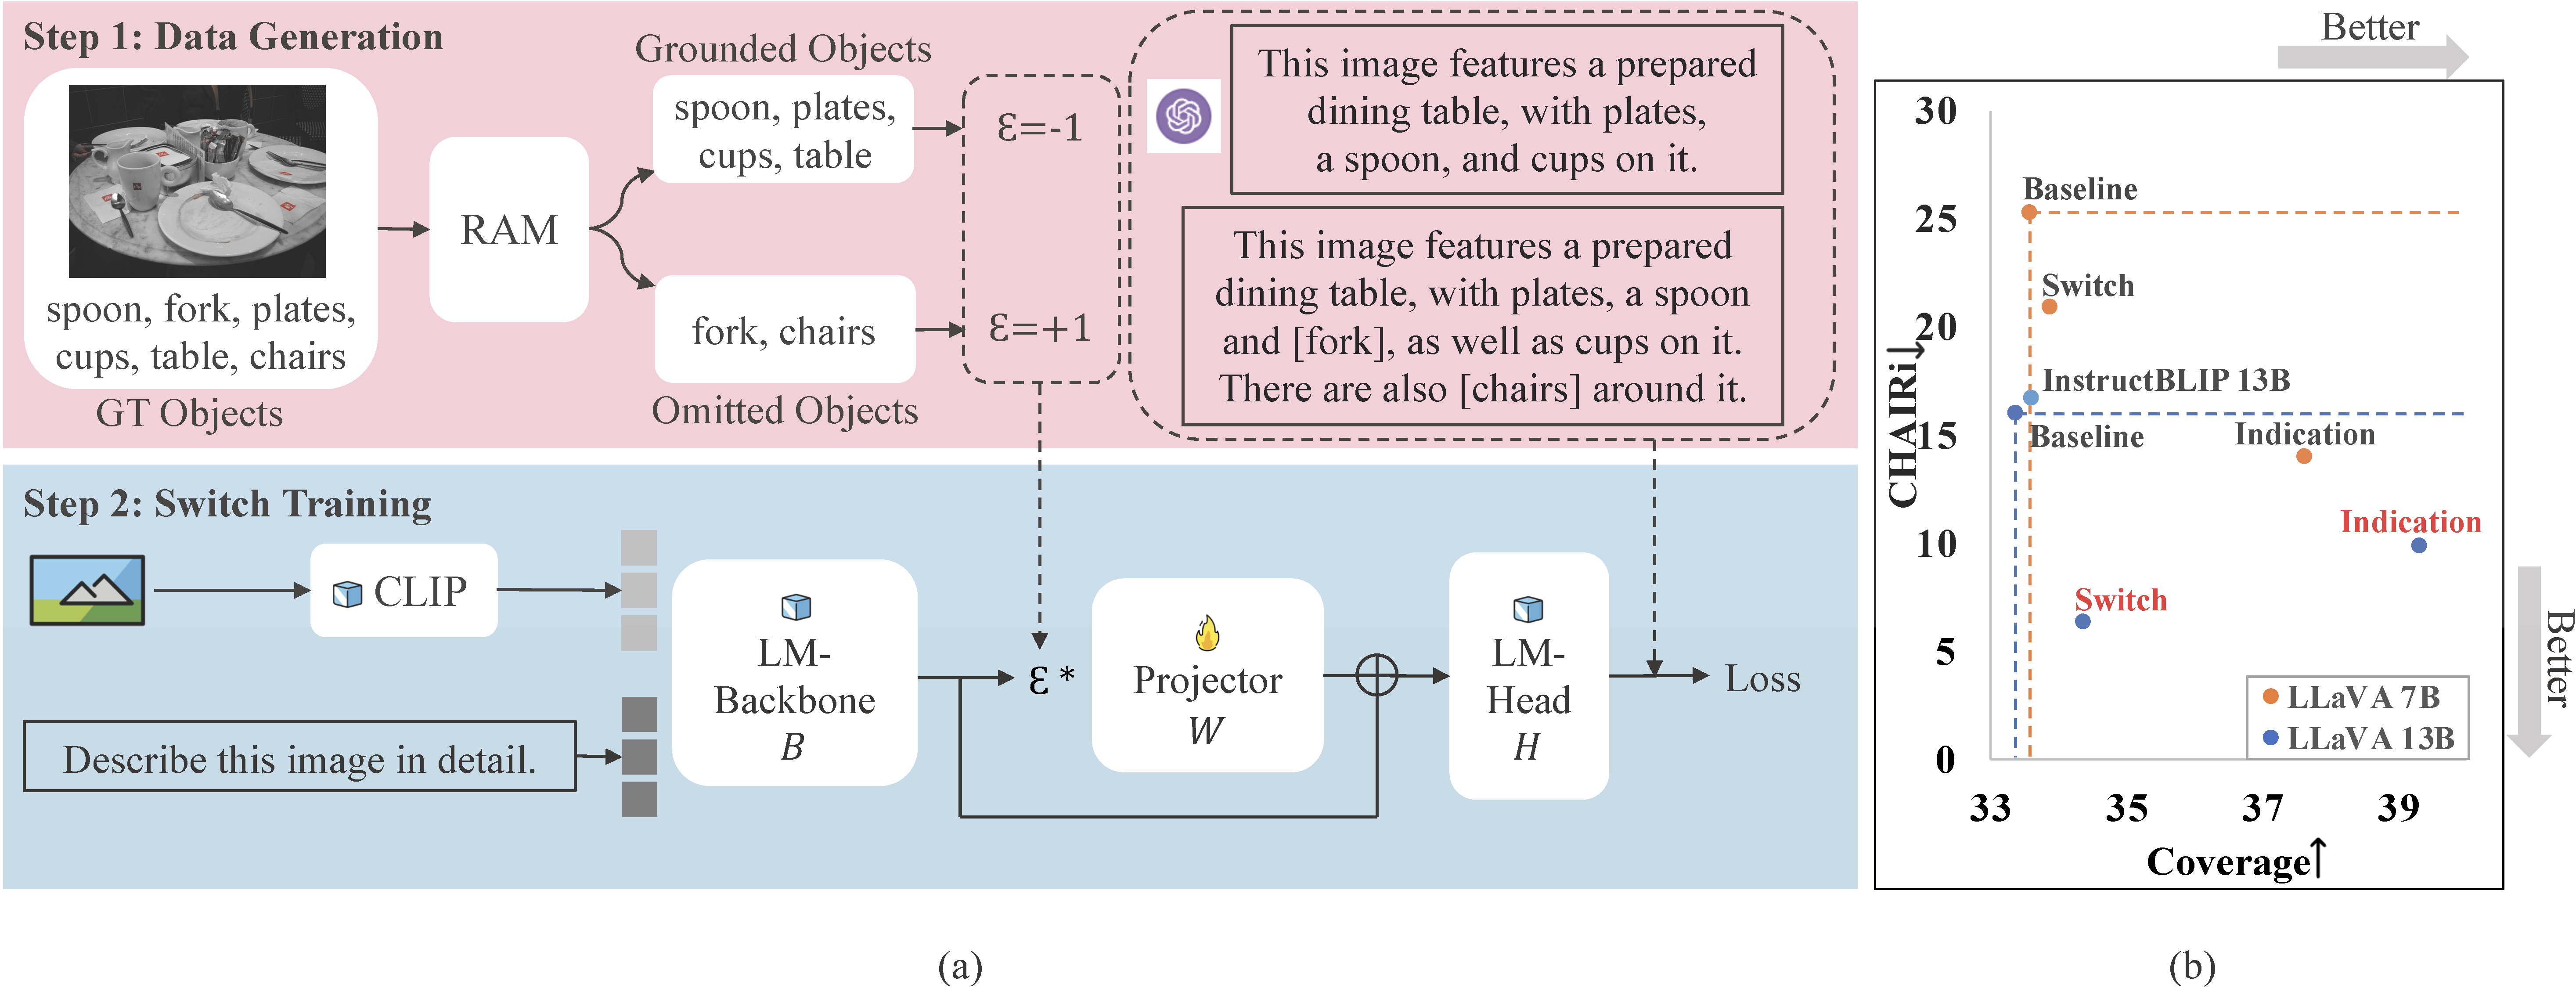 Step 1: Data Generation
spoon, fork, plates,
cups, table, chairs
GT Objects
RAM
Grounded Objects
spoon, plates,
cups, table
fork, chairs
Omitted Objects
Ɛ=-1
Ɛ=+1
This image features a prepared
dining table, with plates,
a spoon, and cups on it.
This image features a prepared
dining table, with plates, a spoon
and [fork], as well as cups on it.
There are also [chairs] around it.
Step 2: Switch Training
CLIP
Describe this image in detail.
LM-
Backbone
B
Ɛ *
Projector
W
LM-
Head
H
Loss
(a)
Better
30
25
20
15
10
5
0
CHAIRi↓
Baseline
Switch
InstructBLIP 13B
Baseline
Indication
Indication
Switch
LLaVA 7B
LLaVA 13B
33 35 37 39
Coverage↑
Better
(b)